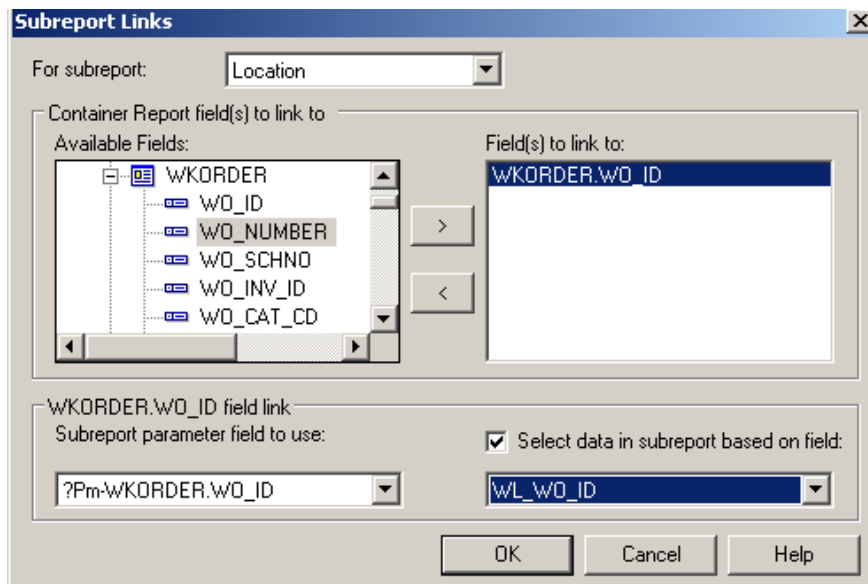 Subreport Links
For subreport: Location
Container Report field(s) to link to
Available Fields: Field(s) to link to:
WKORDER WKORDER.WO_ID
WO_ID
WO_NUMBER >
WO_SCHNO
WO_INV_ID <
WO_CAT_CD
WKORDER.WO_ID field link
Subreport parameter field to use: Select data in subreport based on field:
?Pm-WKORDER.WO_ID WL_WO_ID
OK Cancel Help